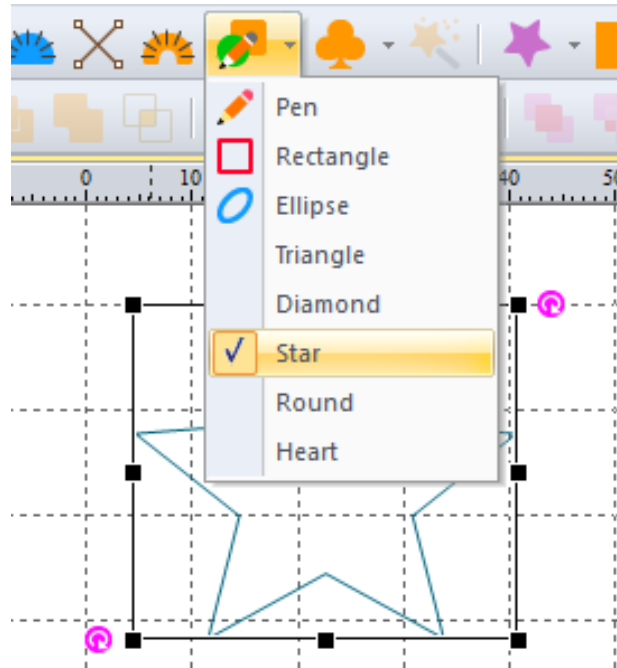 0 10 40 50
Pen
Rectangle
Ellipse
Triangle
Diamond
Star
Round
Heart